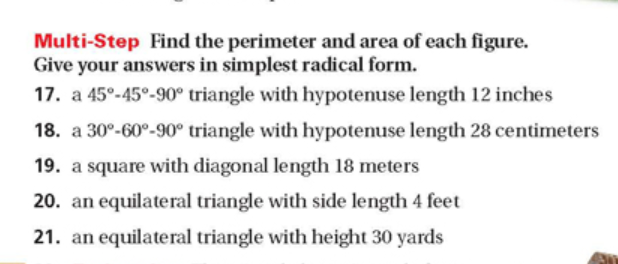 Multi-Step Find the perimeter and area of each figure.
Give your answers in simplest radical form.
17. a 45°-45°-90° triangle with hypotenuse length 12 inches
18. a 30°-60°-90° triangle with hypotenuse length 28 centimeters
19. a square with diagonal length 18 meters
20. an equilateral triangle with side length 4 feet
21. an equilateral triangle with height 30 yards